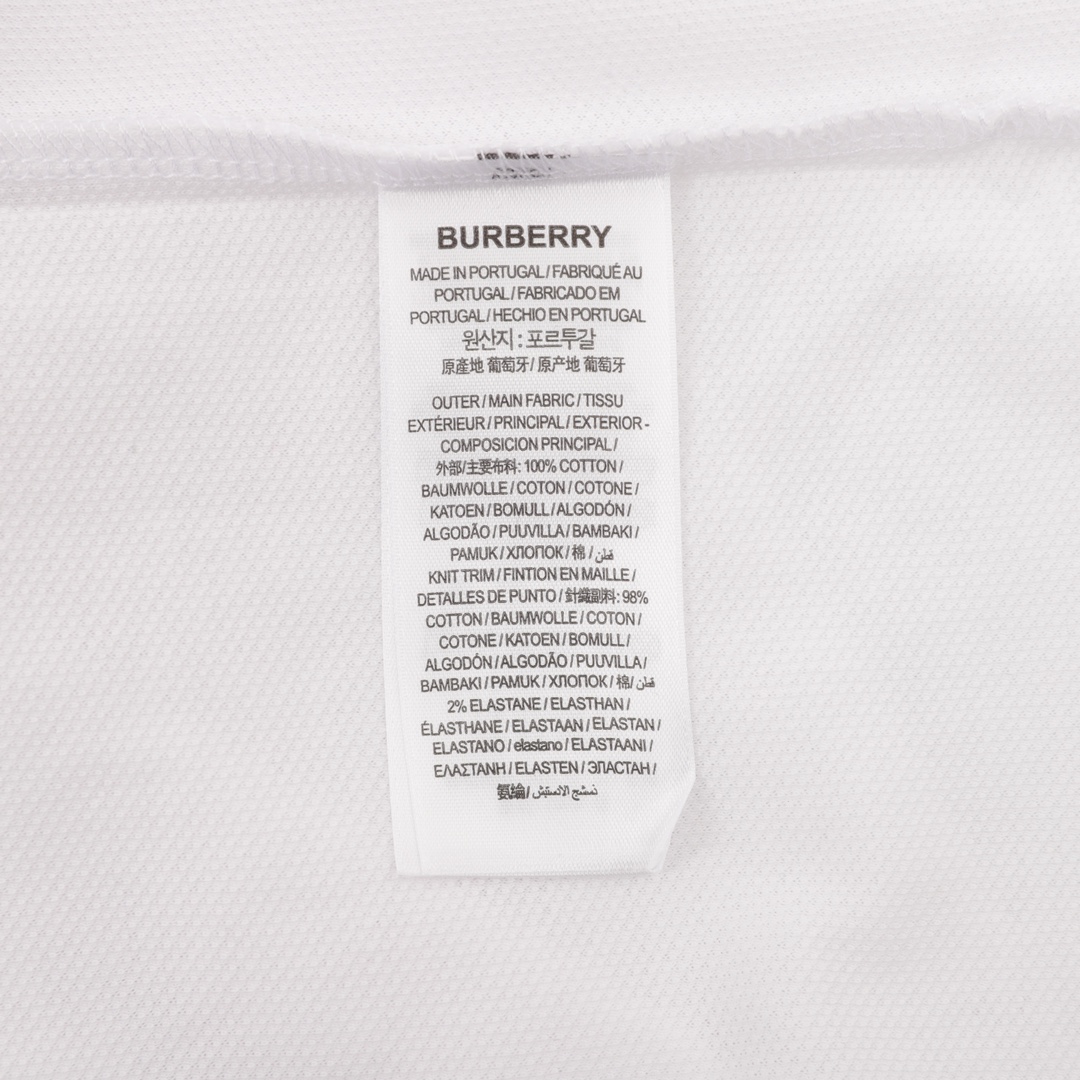 BURBERRY
MADE IN PORTUGAL / FABRIQUÉ AU
PORTUGAL / FABRICADO EM
PORTUGAL / HECHIO EN PORTUGAL
원산지 : 포르투갈
原產地 葡萄牙/ 原产地 葡萄牙
OUTER / MAIN FABRIC / TISSU
EXTÉRIEUR / PRINCIPAL / EXTERIOR -
COMPOSICION PRINCIPAL /
外部/主要布料: 100% COTTON /
BAUMWOLLE / COTON / COTONE /
KATOEN / BOMULL / ALGODÓN /
ALGODÃO / PUUVILLA / BAMBAKI /
PAMUK / ХЛОПОК / 棉 / قطن
KNIT TRIM / FINTION EN MAILLE /
DETALLES DE PUNTO / 針織副料: 98%
COTTON / BAUMWOLLE / COTON /
COTONE / KATOEN / BOMULL /
ALGODÓN / ALGODÃO / PUUVILLA /
BAMBAKI / PAMUK / ХЛОПОК / 棉/ قطن
2% ELASTANE / ELASTHAN /
ÉLASTHANE / ELASTAAN / ELASTAN /
ELASTANO / elastano / ELASTAANI /
ΕΛΑΣΤΑΝΗ / ELASTEN / ЭЛАСТАН /
氨綸/